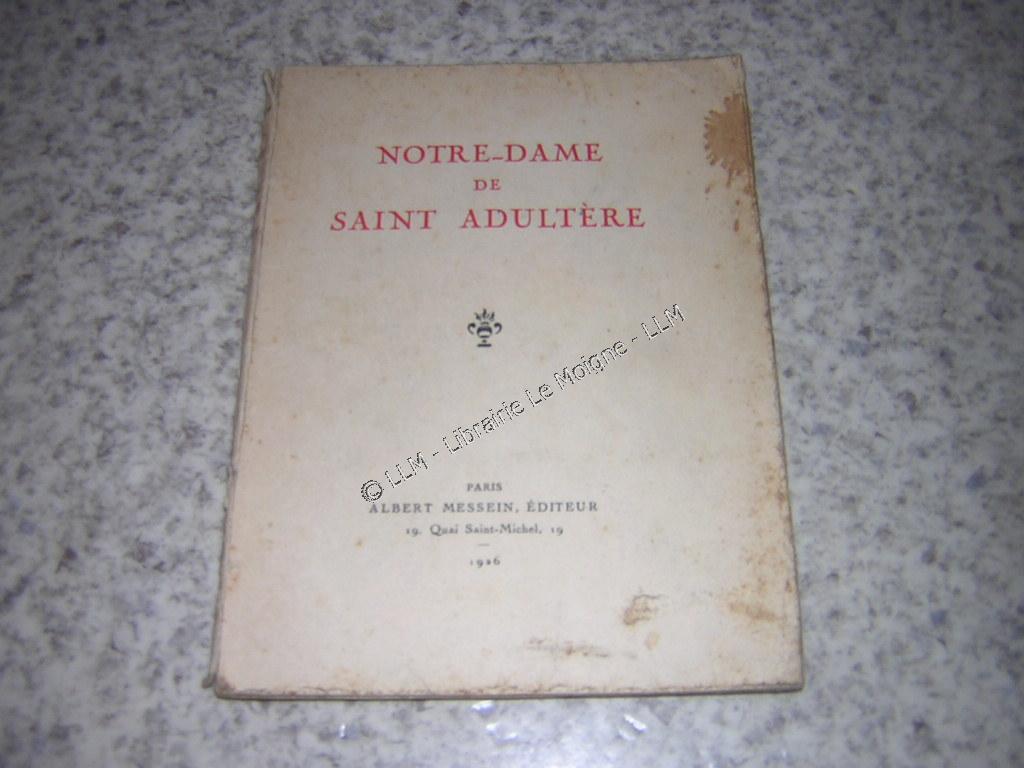 NOTRE-DAME
DE
SAINT ADULTÈRE
© LLM - Librairie Le Moigne - LLM
PARIS
ALBERT MESSEIN, ÉDITEUR
19, Quai Saint-Michel, 19
1926